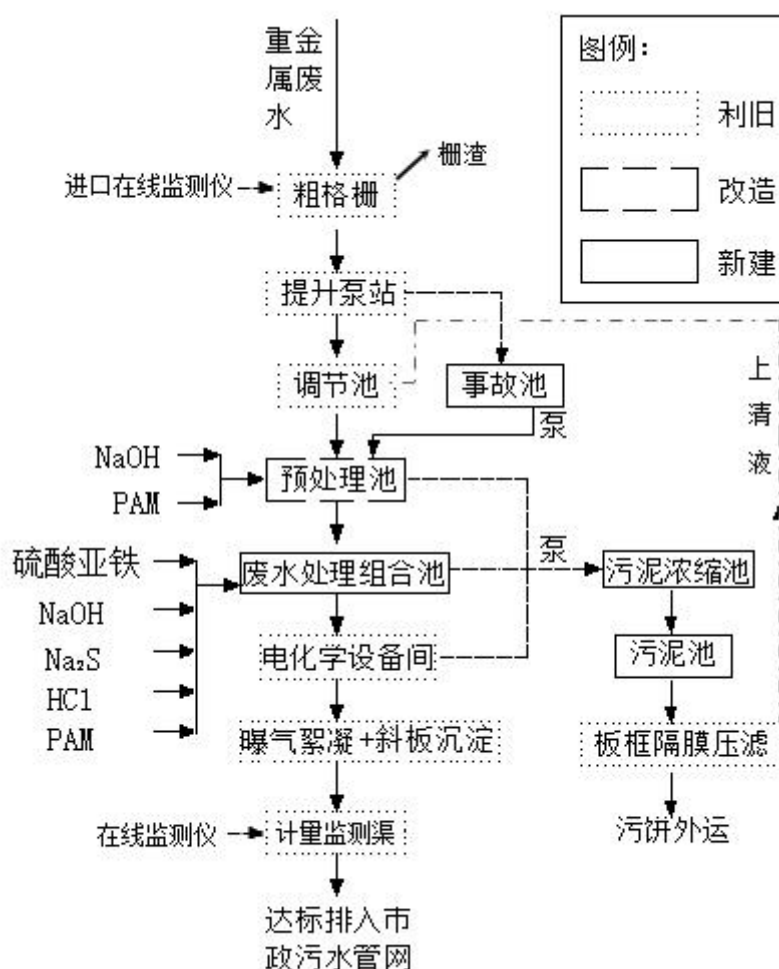 重金
属废
水
图例：
利旧
改造
新建
栅渣
进口在线监测仪
粗格栅
提升泵站
调节池
事故池
泵
上
清
液
NaOH
PAM
预处理池
硫酸亚铁
NaOH
Na₂S
HCl
PAM
废水处理组合池
泵
污泥浓缩池
电化学设备间
污泥池
曝气絮凝+斜板沉淀
板框隔膜压滤
在线监测仪
计量监测渠
污饼外运
达标排入市
政污水管网